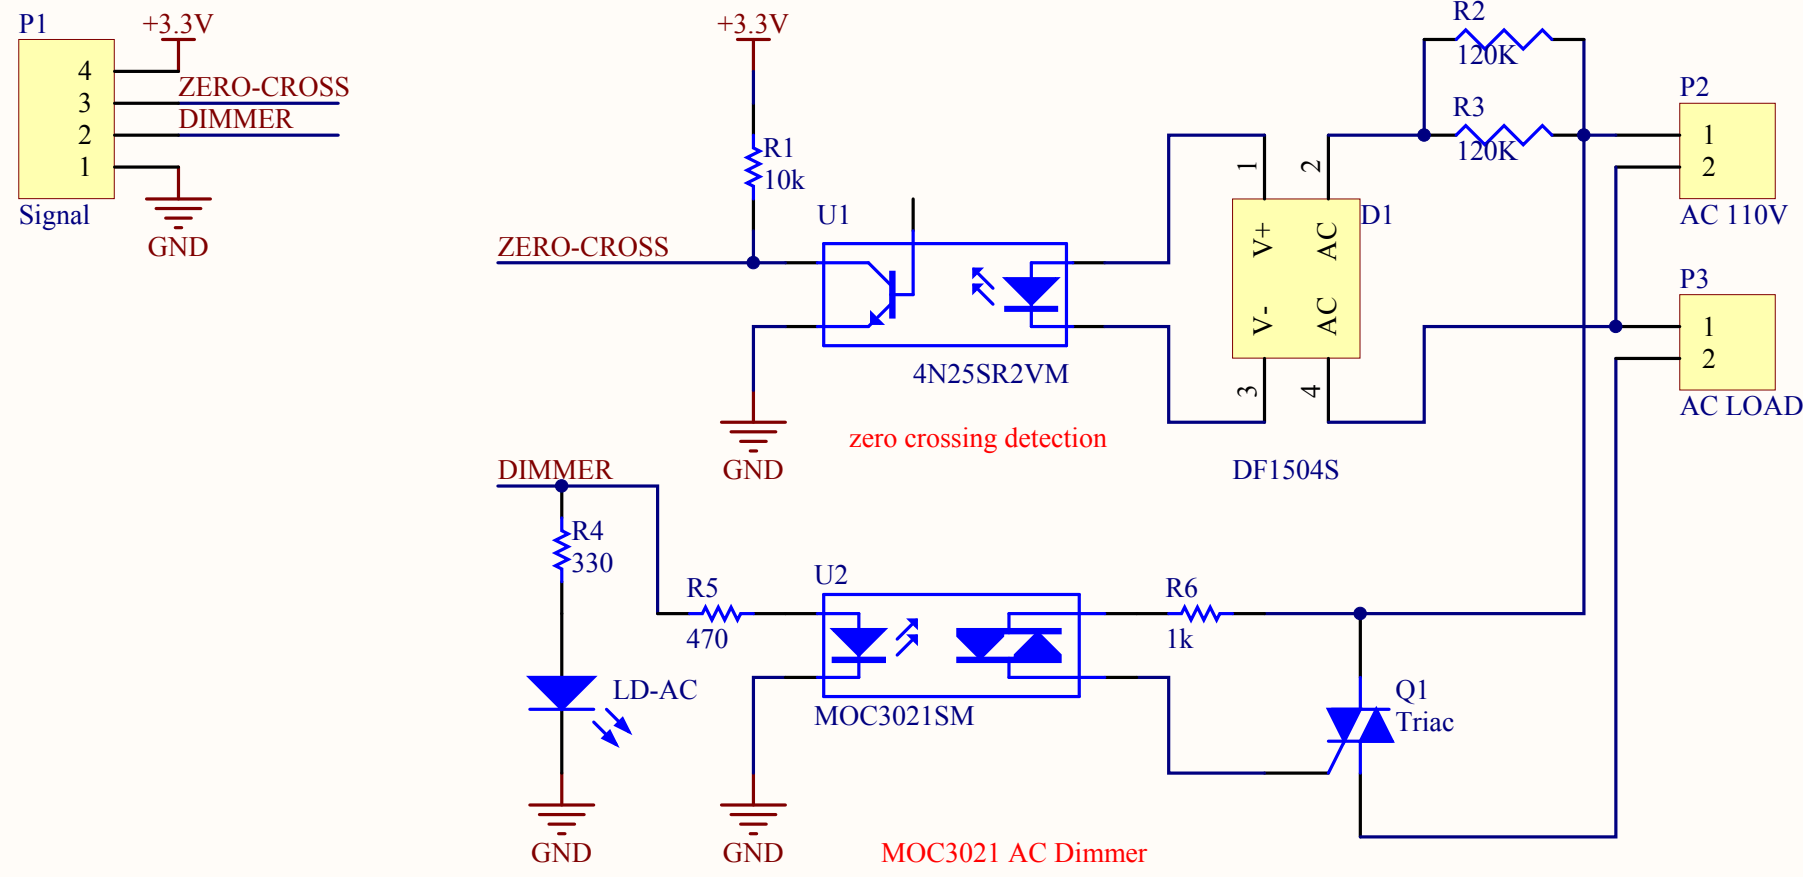 P1
+3.3V
4
3
2
1
ZERO-CROSS
DIMMER
Signal
GND
+3.3V
R1
10k
ZERO-CROSS
U1
4N25SR2VM
GND
zero crossing detection
1
2
V+
AC
V-
AC
3
4
D1
DF1504S
R2
120K
R3
120K
P2
1
2
AC 110V
P3
1
2
AC LOAD
DIMMER
R4
330
R5
470
LD-AC
GND
U2
MOC3021SM
GND
R6
1k
Q1
Triac
MOC3021 AC Dimmer